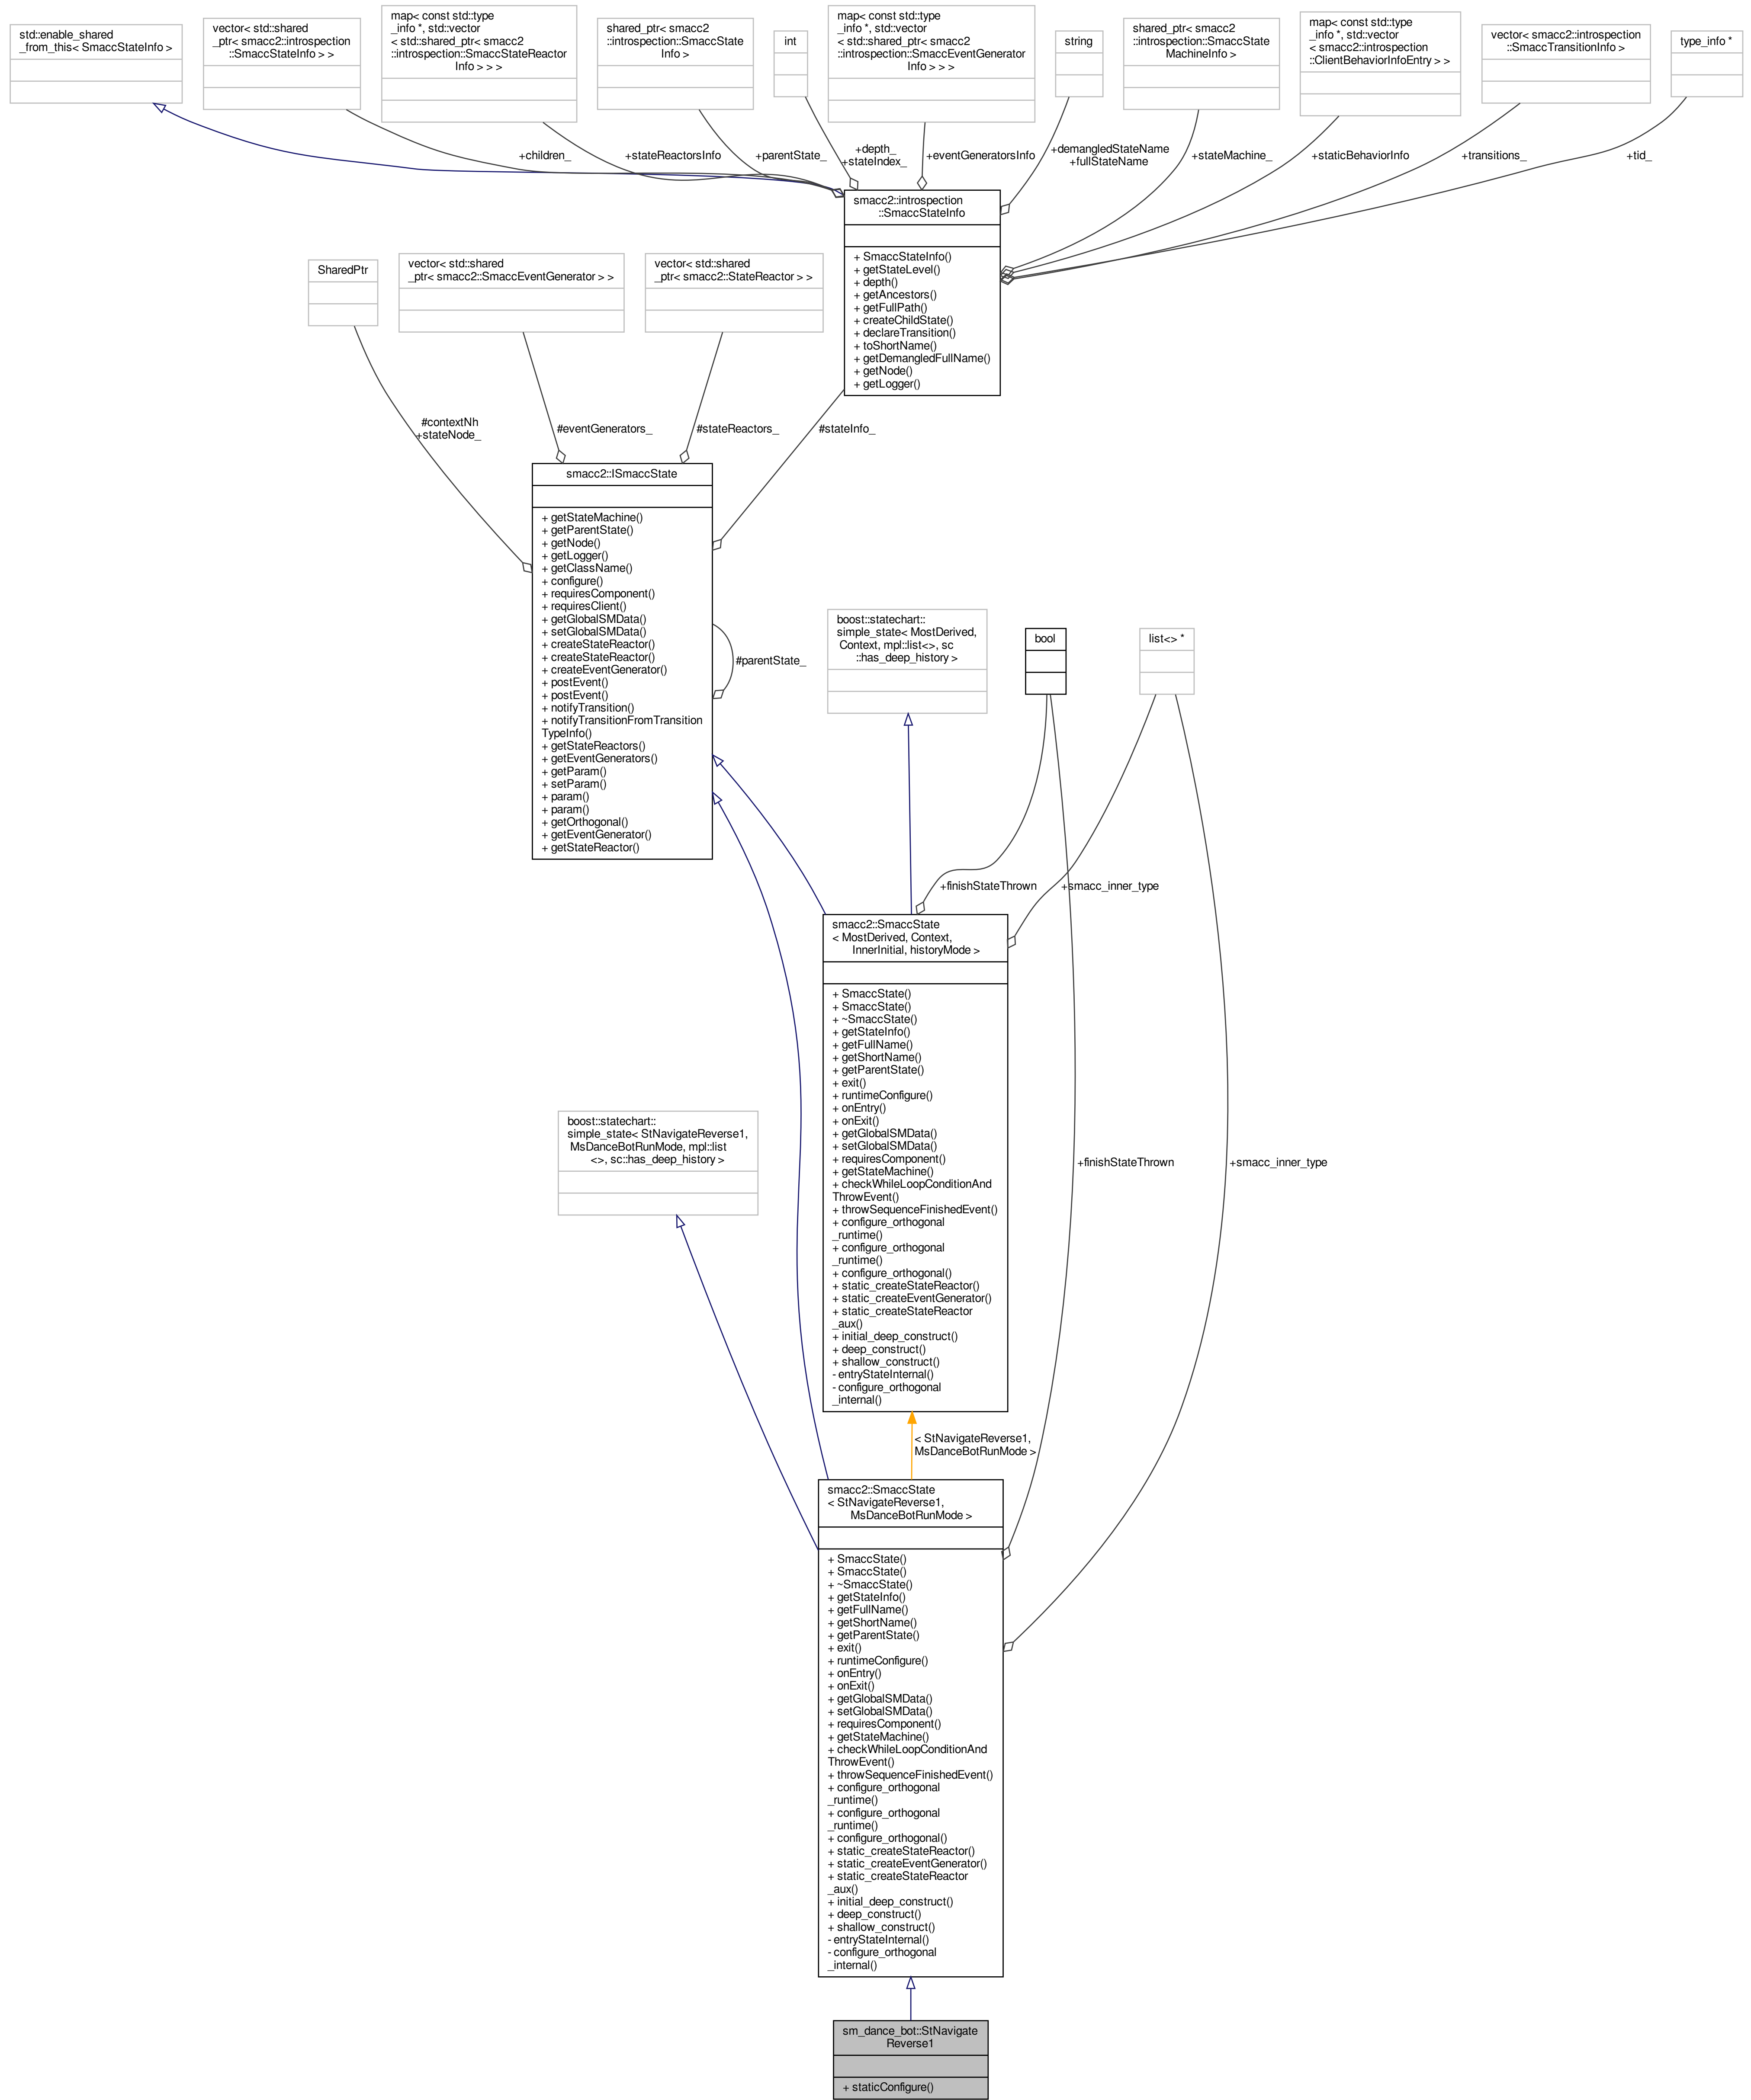 std::enable_shared
_from_this< SmaccStateInfo >
vector< std::shared
_ptr< smacc2::introspection
::SmaccStateInfo > >
map< const std::type
_info *, std::vector
< std::shared_ptr< smacc2
::introspection::SmaccStateReactor
Info > > >
shared_ptr< smacc2
::introspection::SmaccState
Info >
int
map< const std::type
_info *, std::vector
< std::shared_ptr< smacc2
::introspection::SmaccEventGenerator
Info > > >
string
shared_ptr< smacc2
::introspection::SmaccState
MachineInfo >
map< const std::type
_info *, std::vector
< smacc2::introspection
::ClientBehaviorInfoEntry > >
vector< smacc2::introspection
::SmaccTransitionInfo >
type_info *
+children_
+stateReactorsInfo
+parentState_
+depth_
+stateIndex_
+eventGeneratorsInfo
+demangledStateName
+fullStateName
+stateMachine_
+staticBehaviorInfo
+transitions_
+tid_
smacc2::introspection
::SmaccStateInfo
+ SmaccStateInfo()
+ getStateLevel()
+ depth()
+ getAncestors()
+ getFullPath()
+ createChildState()
+ declareTransition()
+ toShortName()
+ getDemangledFullName()
+ getNode()
+ getLogger()
SharedPtr
vector< std::shared
_ptr< smacc2::SmaccEventGenerator > >
vector< std::shared
_ptr< smacc2::StateReactor > >
#contextNh
+stateNode_
#eventGenerators_
#stateReactors_
#stateInfo_
smacc2::ISmaccState
+ getStateMachine()
+ getParentState()
+ getNode()
+ getLogger()
+ getClassName()
+ configure()
+ requiresComponent()
+ requiresClient()
+ getGlobalSMData()
+ setGlobalSMData()
+ createStateReactor()
+ createStateReactor()
+ createEventGenerator()
+ postEvent()
+ postEvent()
+ notifyTransition()
+ notifyTransitionFromTransition
TypeInfo()
+ getStateReactors()
+ getEventGenerators()
+ getParam()
+ setParam()
+ param()
+ param()
+ getOrthogonal()
+ getEventGenerator()
+ getStateReactor()
#parentState_
boost::statechart::
simple_state< MostDerived,
Context, mpl::list<>, sc
::has_deep_history >
bool
list<> *
+finishStateThrown
+smacc_inner_type
smacc2::SmaccState
< MostDerived, Context,
InnerInitial, historyMode >
+ SmaccState()
+ SmaccState()
+ ~SmaccState()
+ getStateInfo()
+ getFullName()
+ getShortName()
+ getParentState()
+ exit()
+ runtimeConfigure()
+ onEntry()
+ onExit()
+ getGlobalSMData()
+ setGlobalSMData()
+ requiresComponent()
+ getStateMachine()
+ checkWhileLoopConditionAnd
ThrowEvent()
+ throwSequenceFinishedEvent()
+ configure_orthogonal
_runtime()
+ configure_orthogonal
_runtime()
+ configure_orthogonal()
+ static_createStateReactor()
+ static_createEventGenerator()
+ static_createStateReactor
_aux()
+ initial_deep_construct()
+ deep_construct()
+ shallow_construct()
- entryStateInternal()
- configure_orthogonal
_internal()
boost::statechart::
simple_state< StNavigateReverse1,
MsDanceBotRunMode, mpl::list
<>, sc::has_deep_history >
+finishStateThrown
+smacc_inner_type
< StNavigateReverse1,
MsDanceBotRunMode >
smacc2::SmaccState
< StNavigateReverse1,
MsDanceBotRunMode >
+ SmaccState()
+ SmaccState()
+ ~SmaccState()
+ getStateInfo()
+ getFullName()
+ getShortName()
+ getParentState()
+ exit()
+ runtimeConfigure()
+ onEntry()
+ onExit()
+ getGlobalSMData()
+ setGlobalSMData()
+ requiresComponent()
+ getStateMachine()
+ checkWhileLoopConditionAnd
ThrowEvent()
+ throwSequenceFinishedEvent()
+ configure_orthogonal
_runtime()
+ configure_orthogonal
_runtime()
+ configure_orthogonal()
+ static_createStateReactor()
+ static_createEventGenerator()
+ static_createStateReactor
_aux()
+ initial_deep_construct()
+ deep_construct()
+ shallow_construct()
- entryStateInternal()
- configure_orthogonal
_internal()
sm_dance_bot::StNavigate
Reverse1
+ staticConfigure()